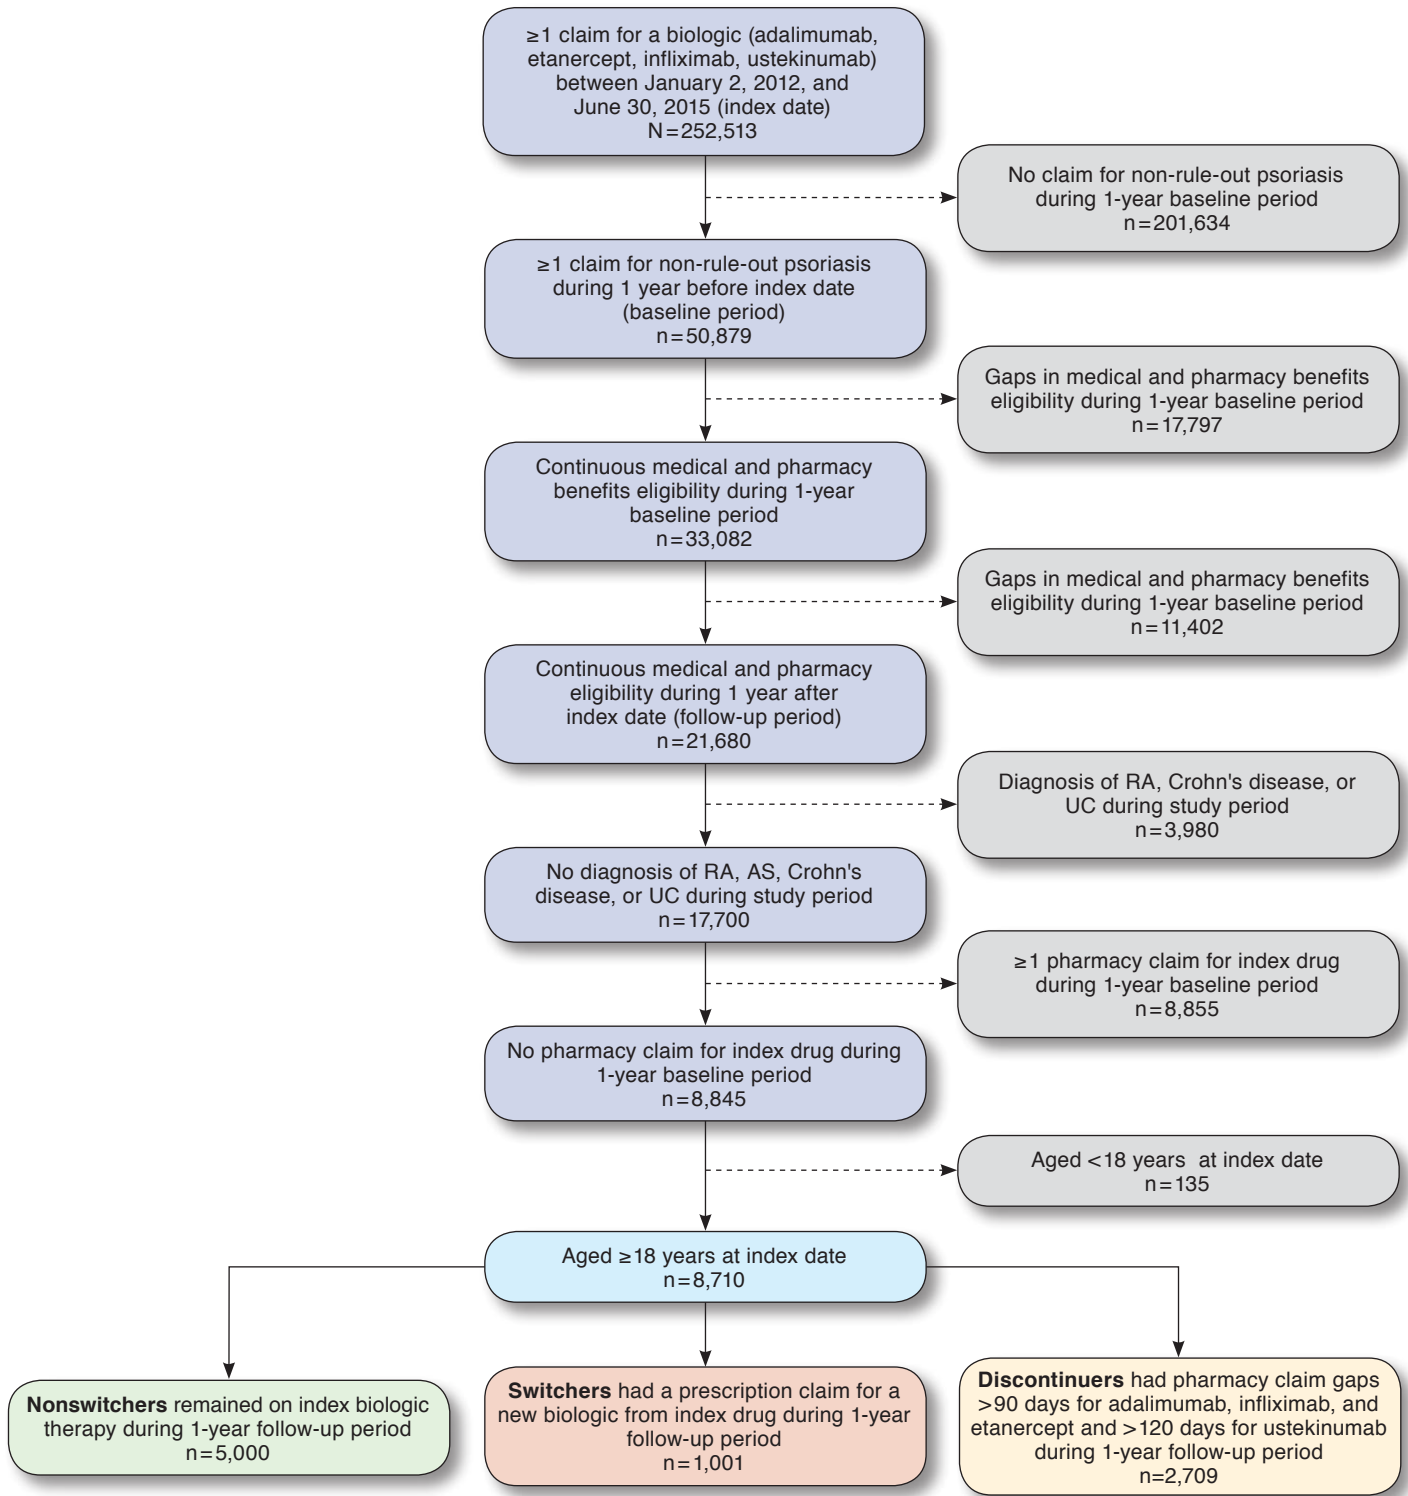 ≥1 claim for a biologic (adalimumab,
etanercept, infliximab, ustekinumab)
between January 2, 2012, and
June 30, 2015 (index date)
N=252,513
No claim for non-rule-out psoriasis
during 1-year baseline period
n=201,634
≥1 claim for non-rule-out psoriasis
during 1 year before index date
(baseline period)
n=50,879
Gaps in medical and pharmacy benefits
eligibility during 1-year baseline period
n=17,797
Continuous medical and pharmacy
benefits eligibility during 1-year
baseline period
n=33,082
Gaps in medical and pharmacy benefits
eligibility during 1-year baseline period
n=11,402
Continuous medical and pharmacy
eligibility during 1 year after
index date (follow-up period)
n=21,680
Diagnosis of RA, Crohn's disease, or
UC during study period
n=3,980
No diagnosis of RA, AS, Crohn's
disease, or UC during study period
n=17,700
≥1 pharmacy claim for index drug
during 1-year baseline period
n=8,855
No pharmacy claim for index drug during
1-year baseline period
n=8,845
Aged <18 years at index date
n=135
Aged ≥18 years at index date
n=8,710
Nonswitchers remained on index biologic
therapy during 1-year follow-up period
n=5,000
Switchers had a prescription claim for a
new biologic from index drug during 1-year
follow-up period
n=1,001
Discontinuers had pharmacy claim gaps
>90 days for adalimumab, infliximab, and
etanercept and >120 days for ustekinumab
during 1-year follow-up period
n=2,709